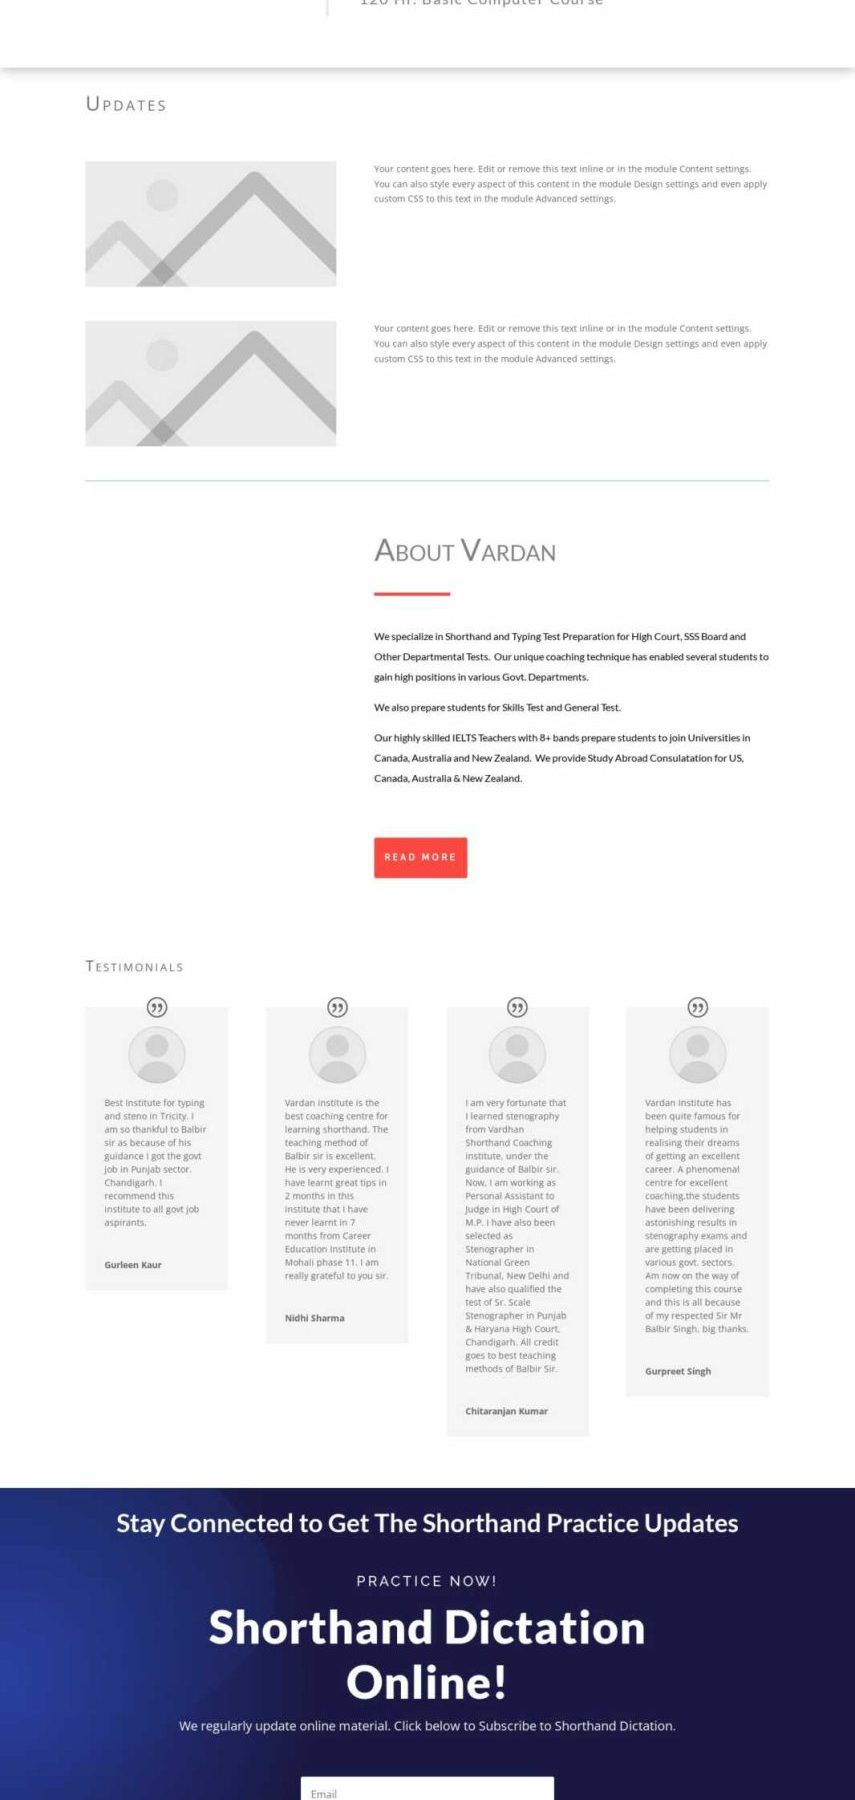 120 Hr. Basic Computer Course
Updates
Your content goes here. Edit or remove this text inline or in the module Content settings.
You can also style every aspect of this content in the module Design settings and even apply
custom CSS to this text in the module Advanced settings.
Your content goes here. Edit or remove this text inline or in the module Content settings.
You can also style every aspect of this content in the module Design settings and even apply
custom CSS to this text in the module Advanced settings.
About Vardan
We specialize in Shorthand and Typing Test Preparation for High Court, SSS Board and
Other Departmental Tests. Our unique coaching technique has enabled several students to
gain high positions in various Govt. Departments.
We also prepare students for Skills Test and General Test.
Our highly skilled IELTS Teachers with 8+ bands prepare students to join Universities in
Canada, Australia and New Zealand. We provide Study Abroad Consulatation for US,
Canada, Australia & New Zealand.
READ MORE
Testimonials
Best Institute for typing
and steno in Tricity. I
am so thankful to Balbir
sir as because of his
guidance I got the govt
job in Punjab sector.
Chandigarh. I
recommend this
institute to all govt job
aspirants.
Gurleen Kaur
Vardan institute is the
best coaching centre for
learning shorthand. The
teaching method of
Balbir sir is excellent.
He is very experienced. I
have learnt great tips in
2 months in this
institute that I have
never learnt in 7
months from Career
Education Institute in
Mohali phase 11. I am
really grateful to you sir.
Nidhi Sharma
I am very fortunate that
I learned stenography
from Vardhan
Shorthand Coaching
institute, under the
guidance of Balbir sir.
Now, I am working as
Personal Assistant to
Judge in High Court of
M.P. I have also been
selected as
Stenographer in
National Green
Tribunal, New Delhi and
have also qualified the
test of Sr. Scale
Stenographer in Punjab
& Haryana High Court,
Chandigarh. All credit
goes to best teaching
methods of Balbir Sir.
Chitaranjan Kumar
Vardan Institute has
been quite famous for
helping students in
realising their dreams
of getting an excellent
career. A phenomenal
centre for excellent
coaching,the students
have been delivering
astonishing results in
stenography exams and
are getting placed in
various govt. sectors.
Am now on the way of
completing this course
and this is all because
of my respected Sir Mr
Balbir Singh. big thanks.
Gurpreet Singh
Stay Connected to Get The Shorthand Practice Updates
PRACTICE NOW!
Shorthand Dictation
Online!
We regularly update online material. Click below to Subscribe to Shorthand Dictation.
Email